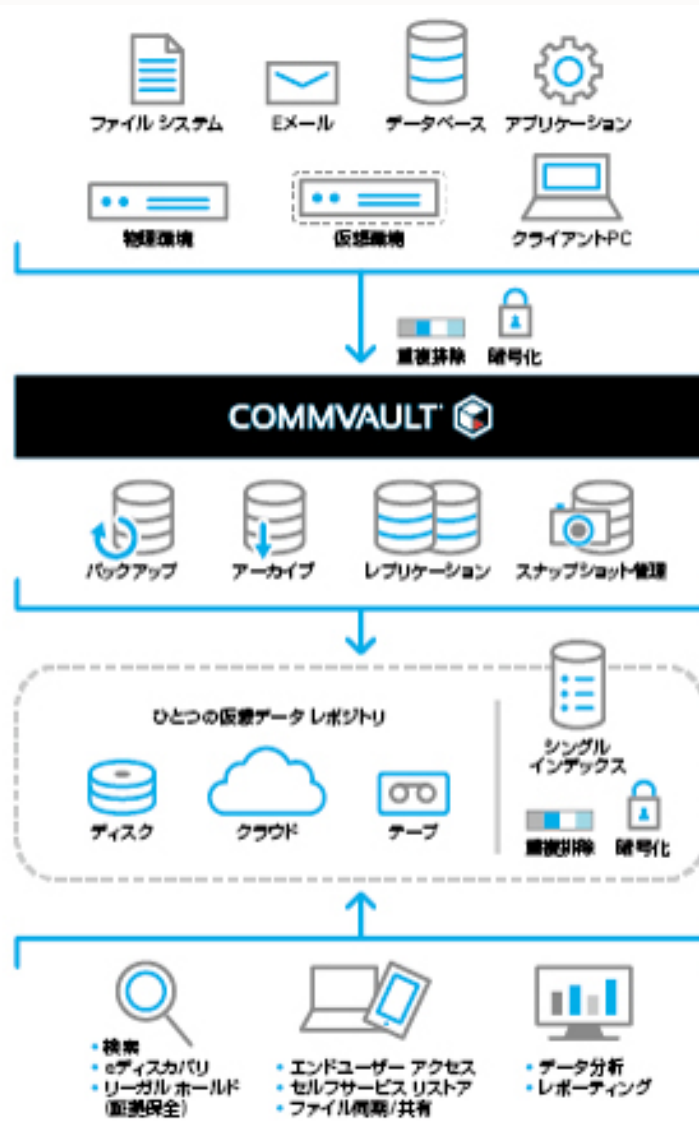 ファイル システム
Eメール
データベース
アプリケーション
物理環境
仮想環境
クライアントPC
重複排除
暗号化
COMMVAULT
バックアップ
アーカイブ
レプリケーション
スナップショット管理
ひとつの仮想データ レポジトリ
ディスク
クラウド
テープ
シングル
インデックス
重複排除
暗号化
・検索
・eディスカバリ
・リーガル ホールド
(証拠保全)
・エンドユーザー アクセス
・セルフサービス リストア
・ファイル同期/共有
・データ分析
・レポーティング